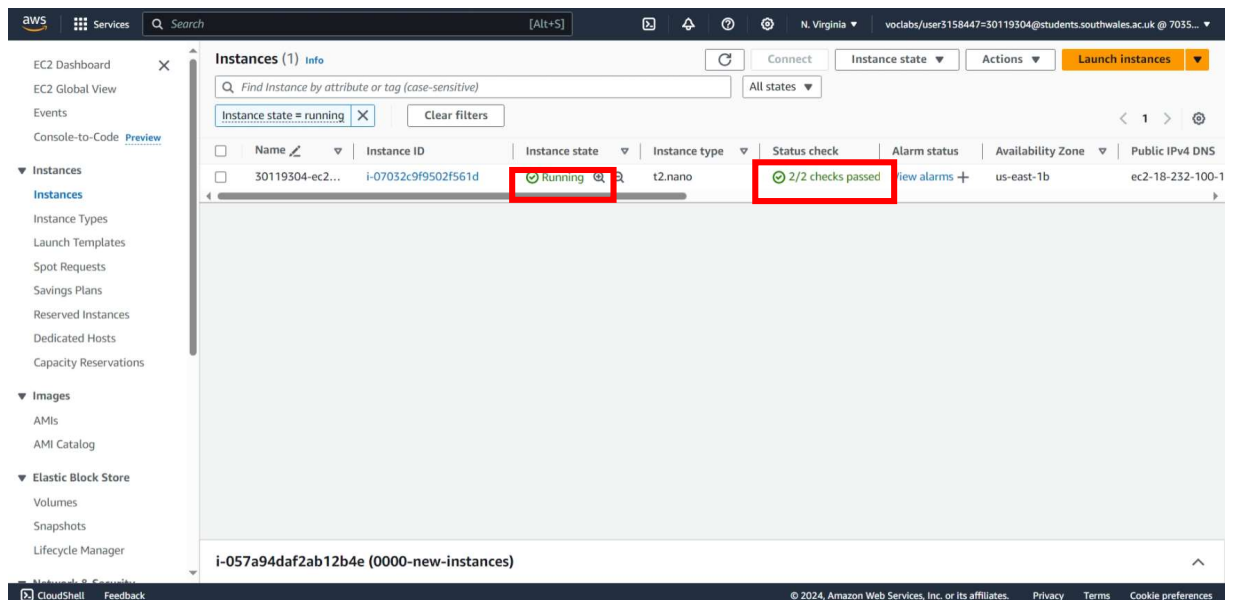 aws Services Search [Alt+S] N. Virginia voclabs/user3158447=30119304@students.southwales.ac.uk @ 7035...
EC2 Dashboard
EC2 Global View
Events
Console-to-Code Preview
Instances
Instances
Instance Types
Launch Templates
Spot Requests
Savings Plans
Reserved Instances
Dedicated Hosts
Capacity Reservations
Images
AMIs
AMI Catalog
Elastic Block Store
Volumes
Snapshots
Lifecycle Manager
Network & Security
Instances (1) Info Connect Instance state Actions Launch instances
Find Instance by attribute or tag (case-sensitive) All states
Instance state = running Clear filters 1
Name Instance ID Instance state Instance type Status check Alarm status Availability Zone Public IPv4 DNS
30119304-ec2... i-07032c9f9502f561d Running t2.nano 2/2 checks passed View alarms + us-east-1b ec2-18-232-100-1
i-057a94daf2ab12b4e (0000-new-instances)
CloudShell Feedback © 2024, Amazon Web Services, Inc. or its affiliates. Privacy Terms Cookie preferences